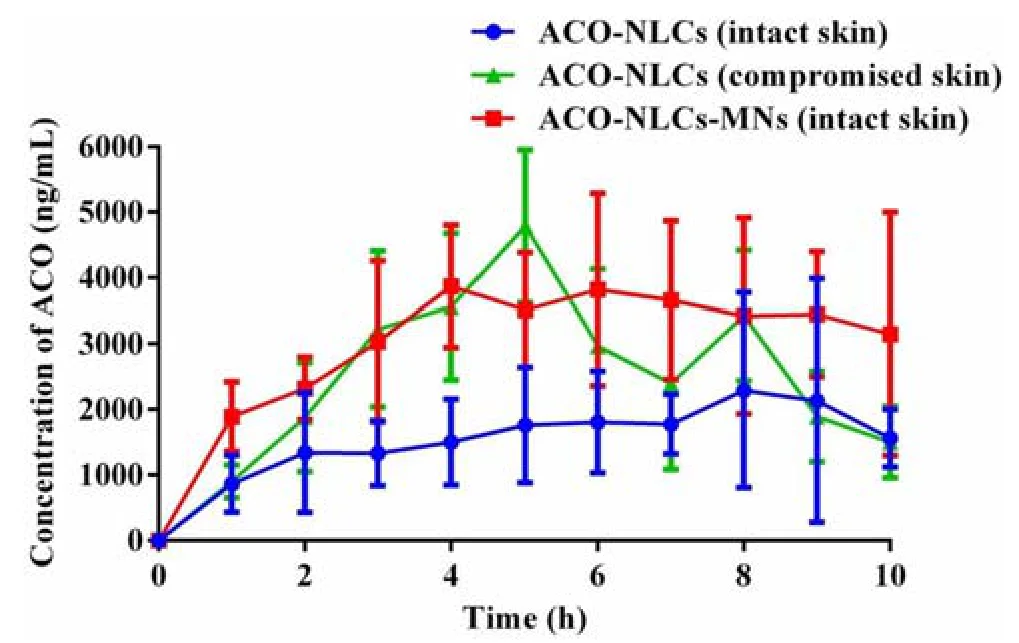 ACO-NLCs (intact skin)
ACO-NLCs (compromised skin)
ACO-NLCs-MNs (intact skin)
Concentration of ACO (ng/mL)
6000
5000
4000
3000
2000
1000
0
0 2 4 6 8 10
Time (h)